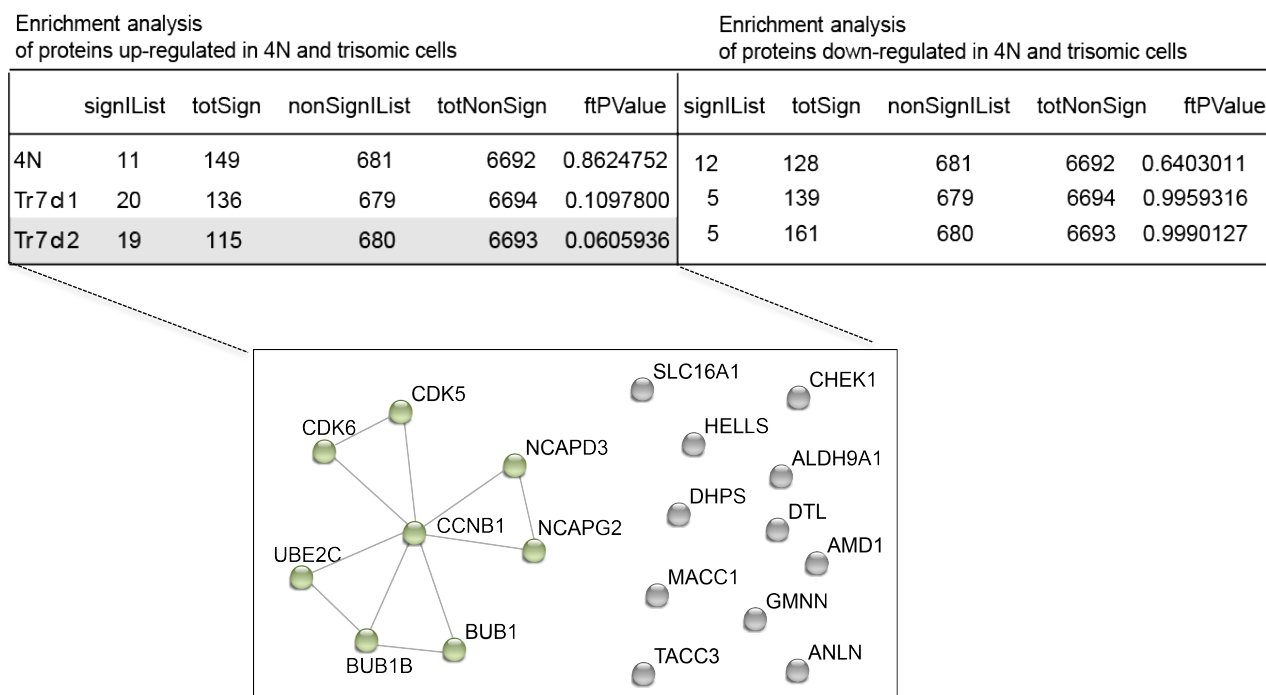 Enrichment analysis
of proteins up-regulated in 4N and trisomic cells
Enrichment analysis
of proteins down-regulated in 4N and trisomic cells
signIList totSign nonSignIList totNonSign ftPValue signIList totSign nonSignIList totNonSign ftPValue
4N 11 149 681 6692 0.8624752 12 128 681 6692 0.6403011
Tr7 cl1 20 136 679 6694 0.1097800 5 139 679 6694 0.9959316
Tr7 cl2 19 115 680 6693 0.0605936 5 161 680 6693 0.9990127
CDK5
CDK6
NCAPD3
CCNB1
NCAPG2
UBE2C
BUB1
BUB1B
SLC16A1
CHEK1
HELLS
ALDH9A1
DHPS
DTL
AMD1
MACC1
GMNN
TACC3
ANLN